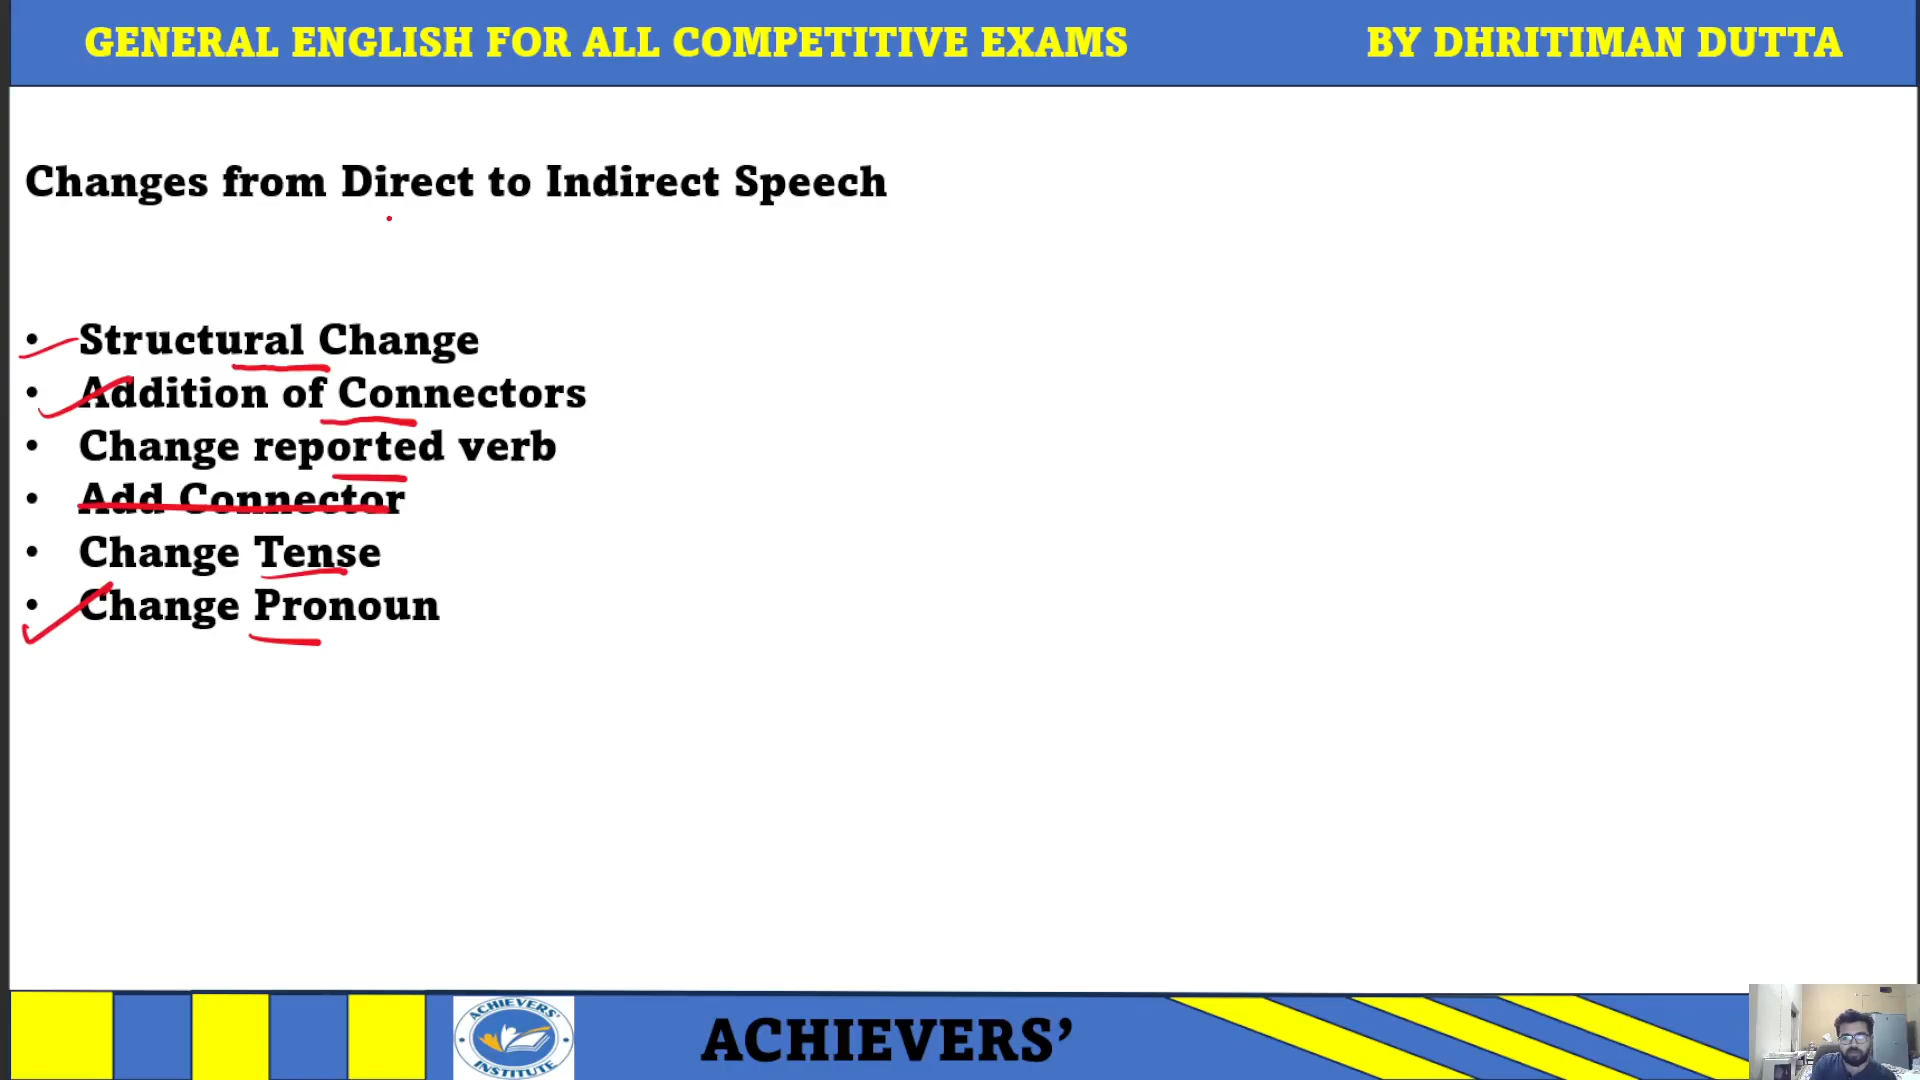 GENERAL ENGLISH FOR ALL COMPETITIVE EXAMS BY DHRITIMAN DUTTA
Changes from Direct to Indirect Speech
• Structural Change
• Addition of Connectors
• Change reported verb
• Add Connector
• Change Tense
• Change Pronoun
ACHIEVERS'
INSTITUTE
ACHIEVERS’